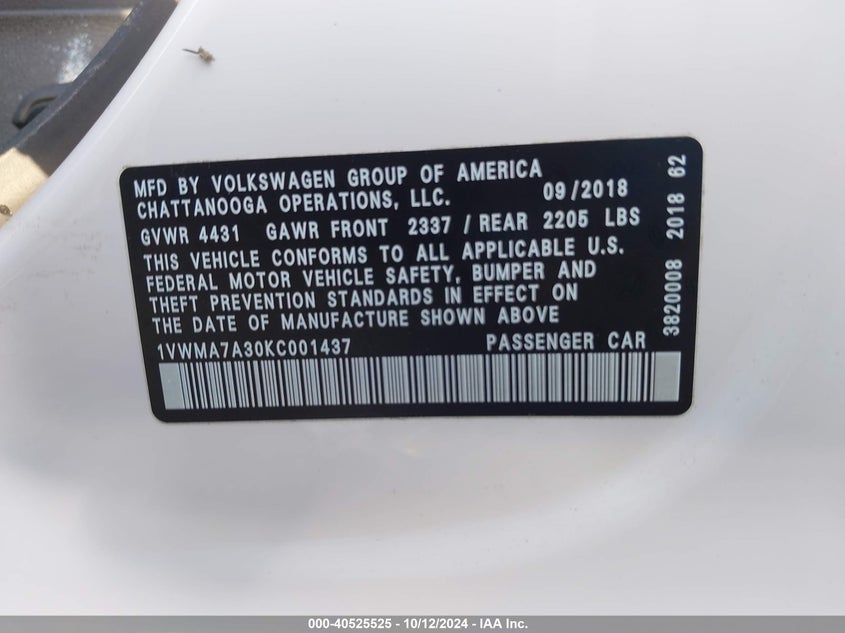 MFD BY VOLKSWAGEN GROUP OF AMERICA
CHATTANOOGA OPERATIONS, LLC. 09/2018
GVWR 4431 GAWR FRONT 2337 / REAR 2205 LBS
THIS VEHICLE CONFORMS TO ALL APPLICABLE U.S.
FEDERAL MOTOR VEHICLE SAFETY, BUMPER AND
THEFT PREVENTION STANDARDS IN EFFECT ON
THE DATE OF MANUFACTURE SHOWN ABOVE
1VWMA7A30KC001437 PASSENGER CAR
3820008 2018 62
000-40525525 - 10/12/2024 - IAA Inc.